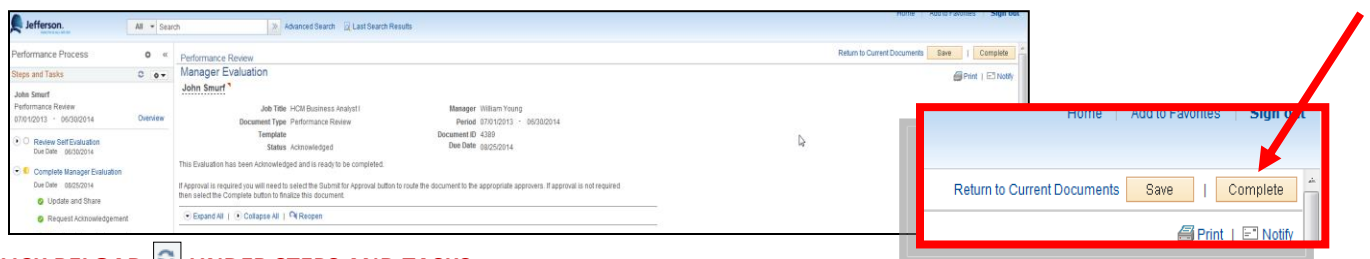 Home | Add to Favorites | Sign out
Jefferson.
All Search
Advanced Search Last Search Results
Performance Process
Steps and Tasks
John Smurf
Performance Review
07/01/2013 - 06/30/2014 Overview
Review Self Evaluation
Due Date 06/30/2014
Complete Manager Evaluation
Due Date 08/25/2014
Update and Share
Request Acknowledgement
Performance Review
Return to Current Documents Save | Complete
Manager Evaluation
Print | Notify
John Smurf
Job Title HCM Business Analyst I Manager William Young
Document Type Performance Review Period 07/01/2013 - 06/30/2014
Template Document ID 4389
Status Acknowledged Due Date 08/25/2014
This Evaluation has been Acknowledged and is ready to be completed.
If Approval is required you will need to select the Submit for Approval button to route the document to the appropriate approvers. If approval is not required
then select the Complete button to finalize this document.
Expand All | Collapse All | Reopen
Home | Add to Favorites | Sign out
Return to Current Documents Save | Complete
Print | Notify
RELOAD UNDER STEPS AND TASKS